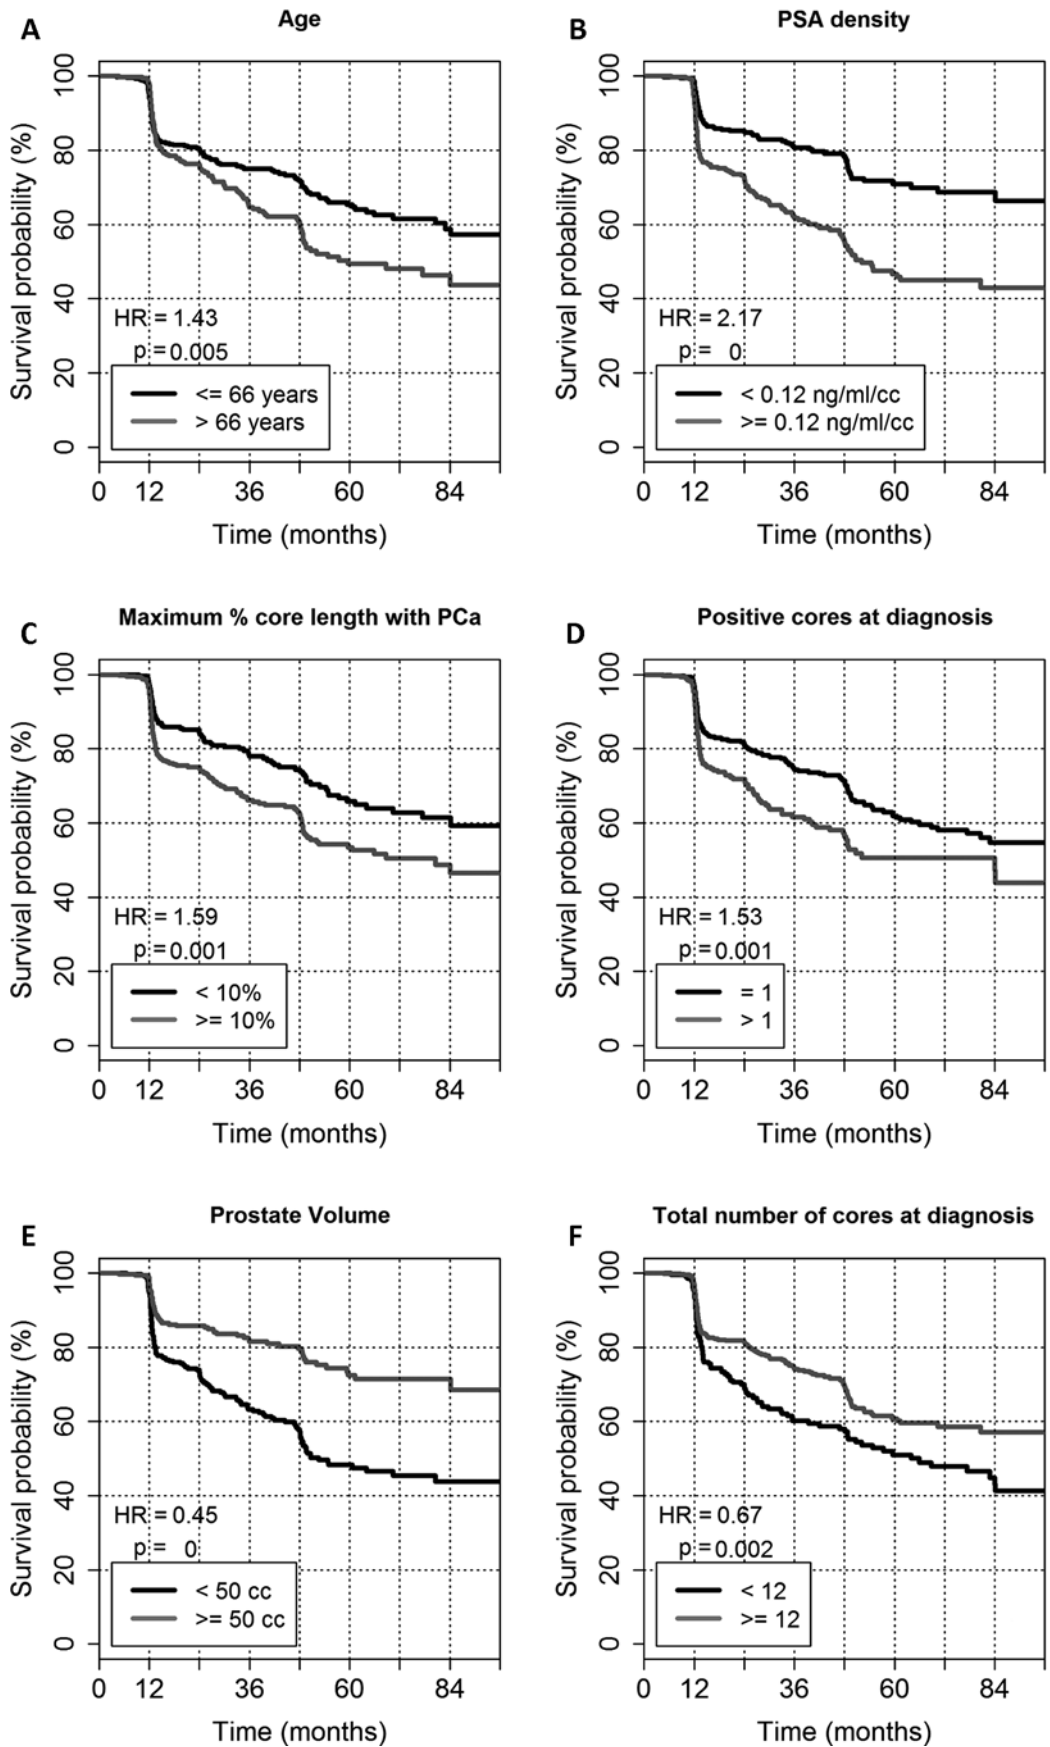 A
Age
Survival probability (%)
100
80
60
40
20
0
HR = 1.43
p = 0.005
<= 66 years
> 66 years
0 12 36 60 84
Time (months)
B
PSA density
Survival probability (%)
100
80
60
40
20
0
HR = 2.17
p = 0
< 0.12 ng/ml/cc
>= 0.12 ng/ml/cc
0 12 36 60 84
Time (months)
C
Maximum % core length with PCa
Survival probability (%)
100
80
60
40
20
0
HR = 1.59
p = 0.001
< 10%
>= 10%
0 12 36 60 84
Time (months)
D
Positive cores at diagnosis
Survival probability (%)
100
80
60
40
20
0
HR = 1.53
p = 0.001
= 1
> 1
0 12 36 60 84
Time (months)
E
Prostate Volume
Survival probability (%)
100
80
60
40
20
0
HR = 0.45
p = 0
< 50 cc
>= 50 cc
0 12 36 60 84
Time (months)
F
Total number of cores at diagnosis
Survival probability (%)
100
80
60
40
20
0
HR = 0.67
p = 0.002
< 12
>= 12
0 12 36 60 84
Time (months)